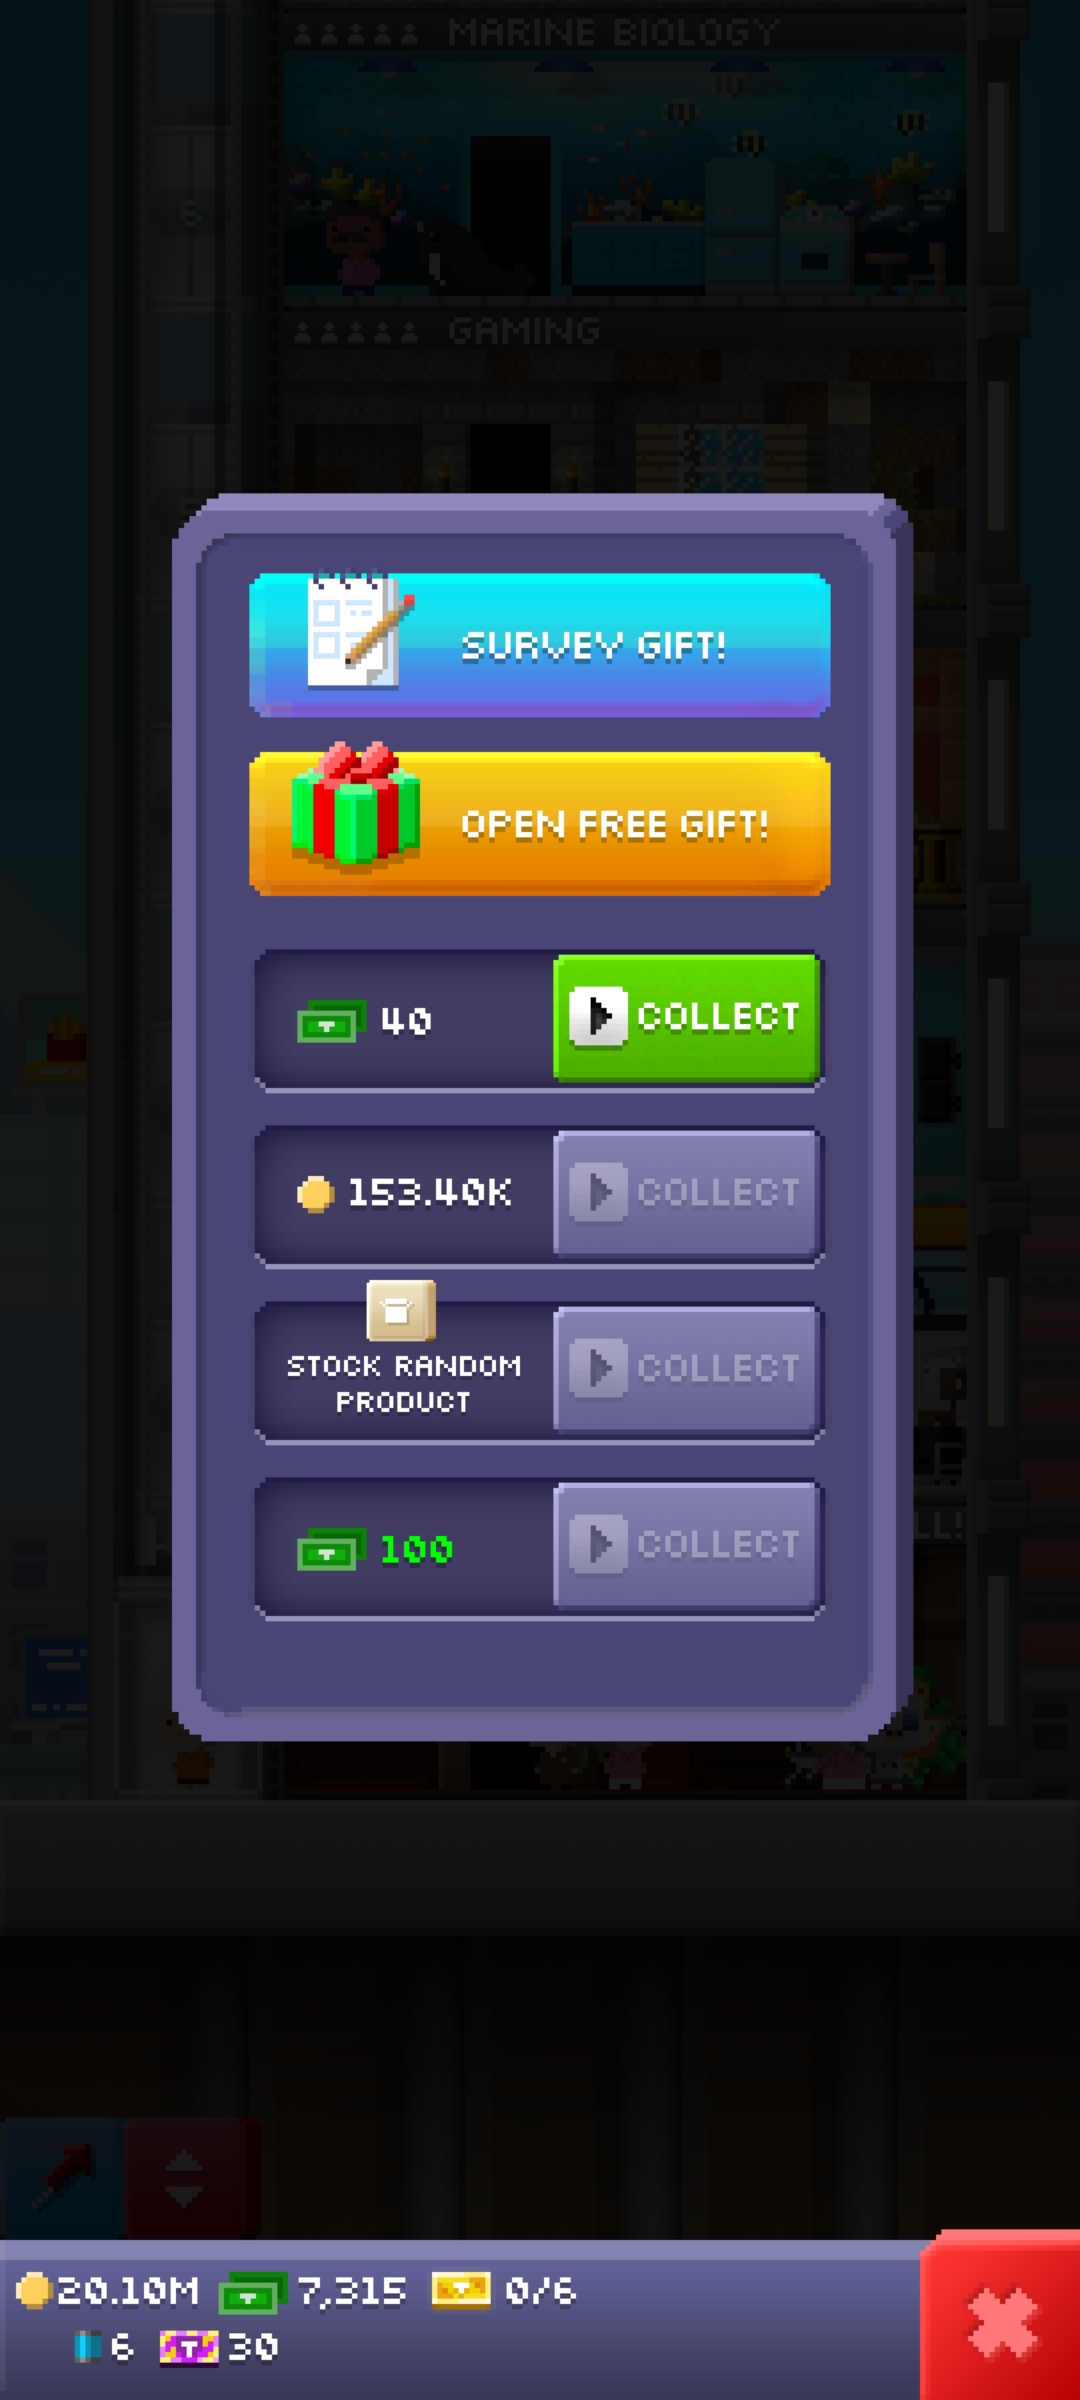 MARINE BIOLOGY
GAMING
SURVEY GIFT!
OPEN FREE GIFT!
40 COLLECT
153.40K COLLECT
STOCK RANDOM
PRODUCT
COLLECT
100 COLLECT
20.10M 7,315 0/6
6 T 30